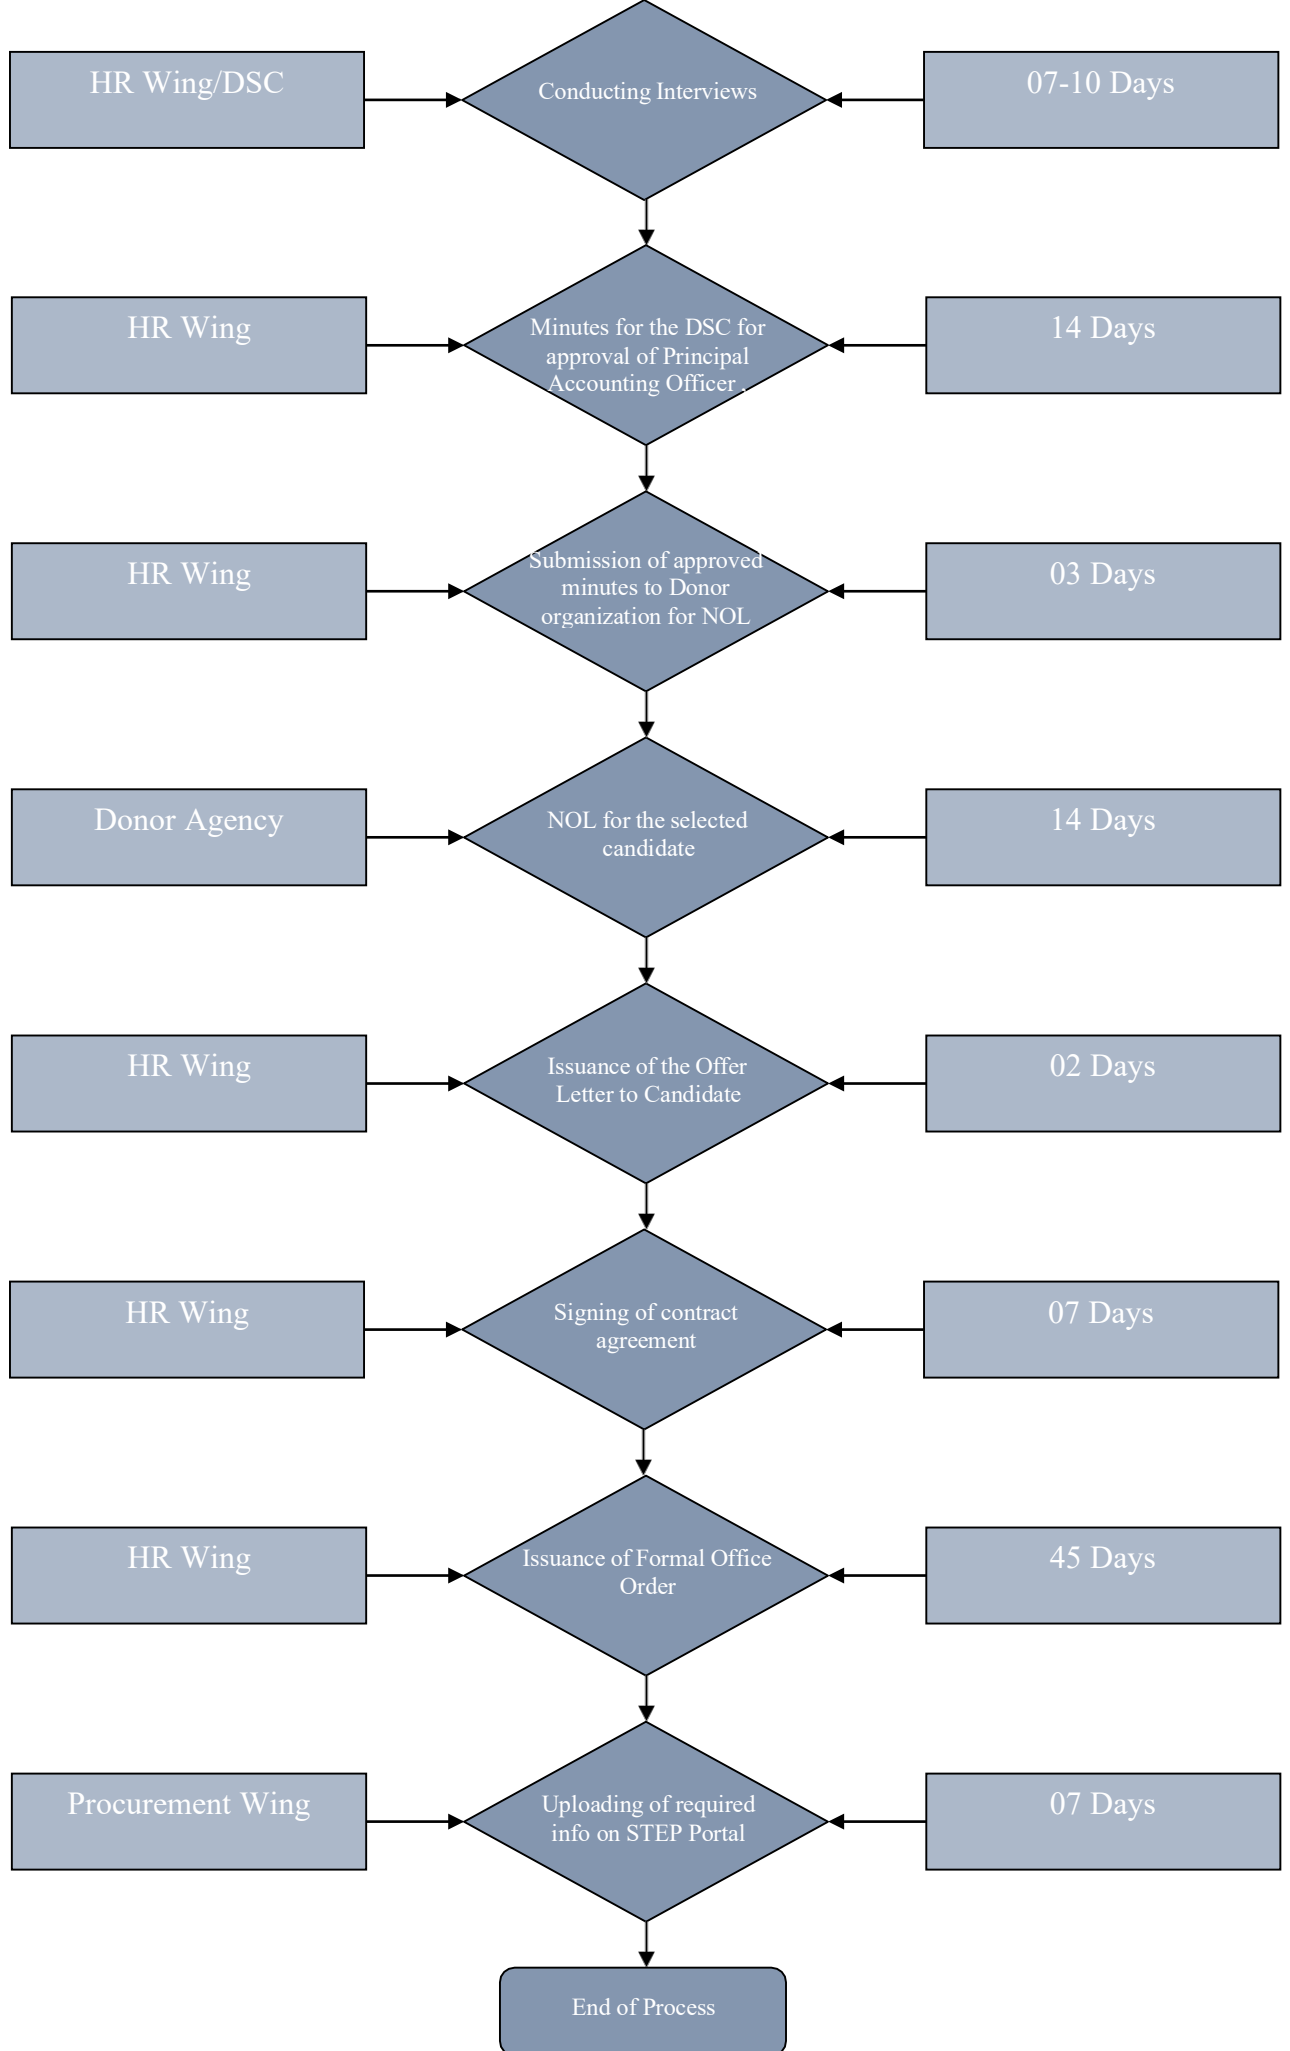 HR Wing/DSC
Conducting Interviews
07-10 Days
HR Wing
Minutes for the DSC for
approval of Principal
Accounting Officer .
14 Days
HR Wing
Submission of approved
minutes to Donor
organization for NOL
03 Days
Donor Agency
NOL for the selected
candidate
14 Days
HR Wing
Issuance of the Offer
Letter to Candidate
02 Days
HR Wing
Signing of contract
agreement
07 Days
HR Wing
Issuance of Formal Office
Order
45 Days
Procurement Wing
Uploading of required
info on STEP Portal
07 Days
End of Process